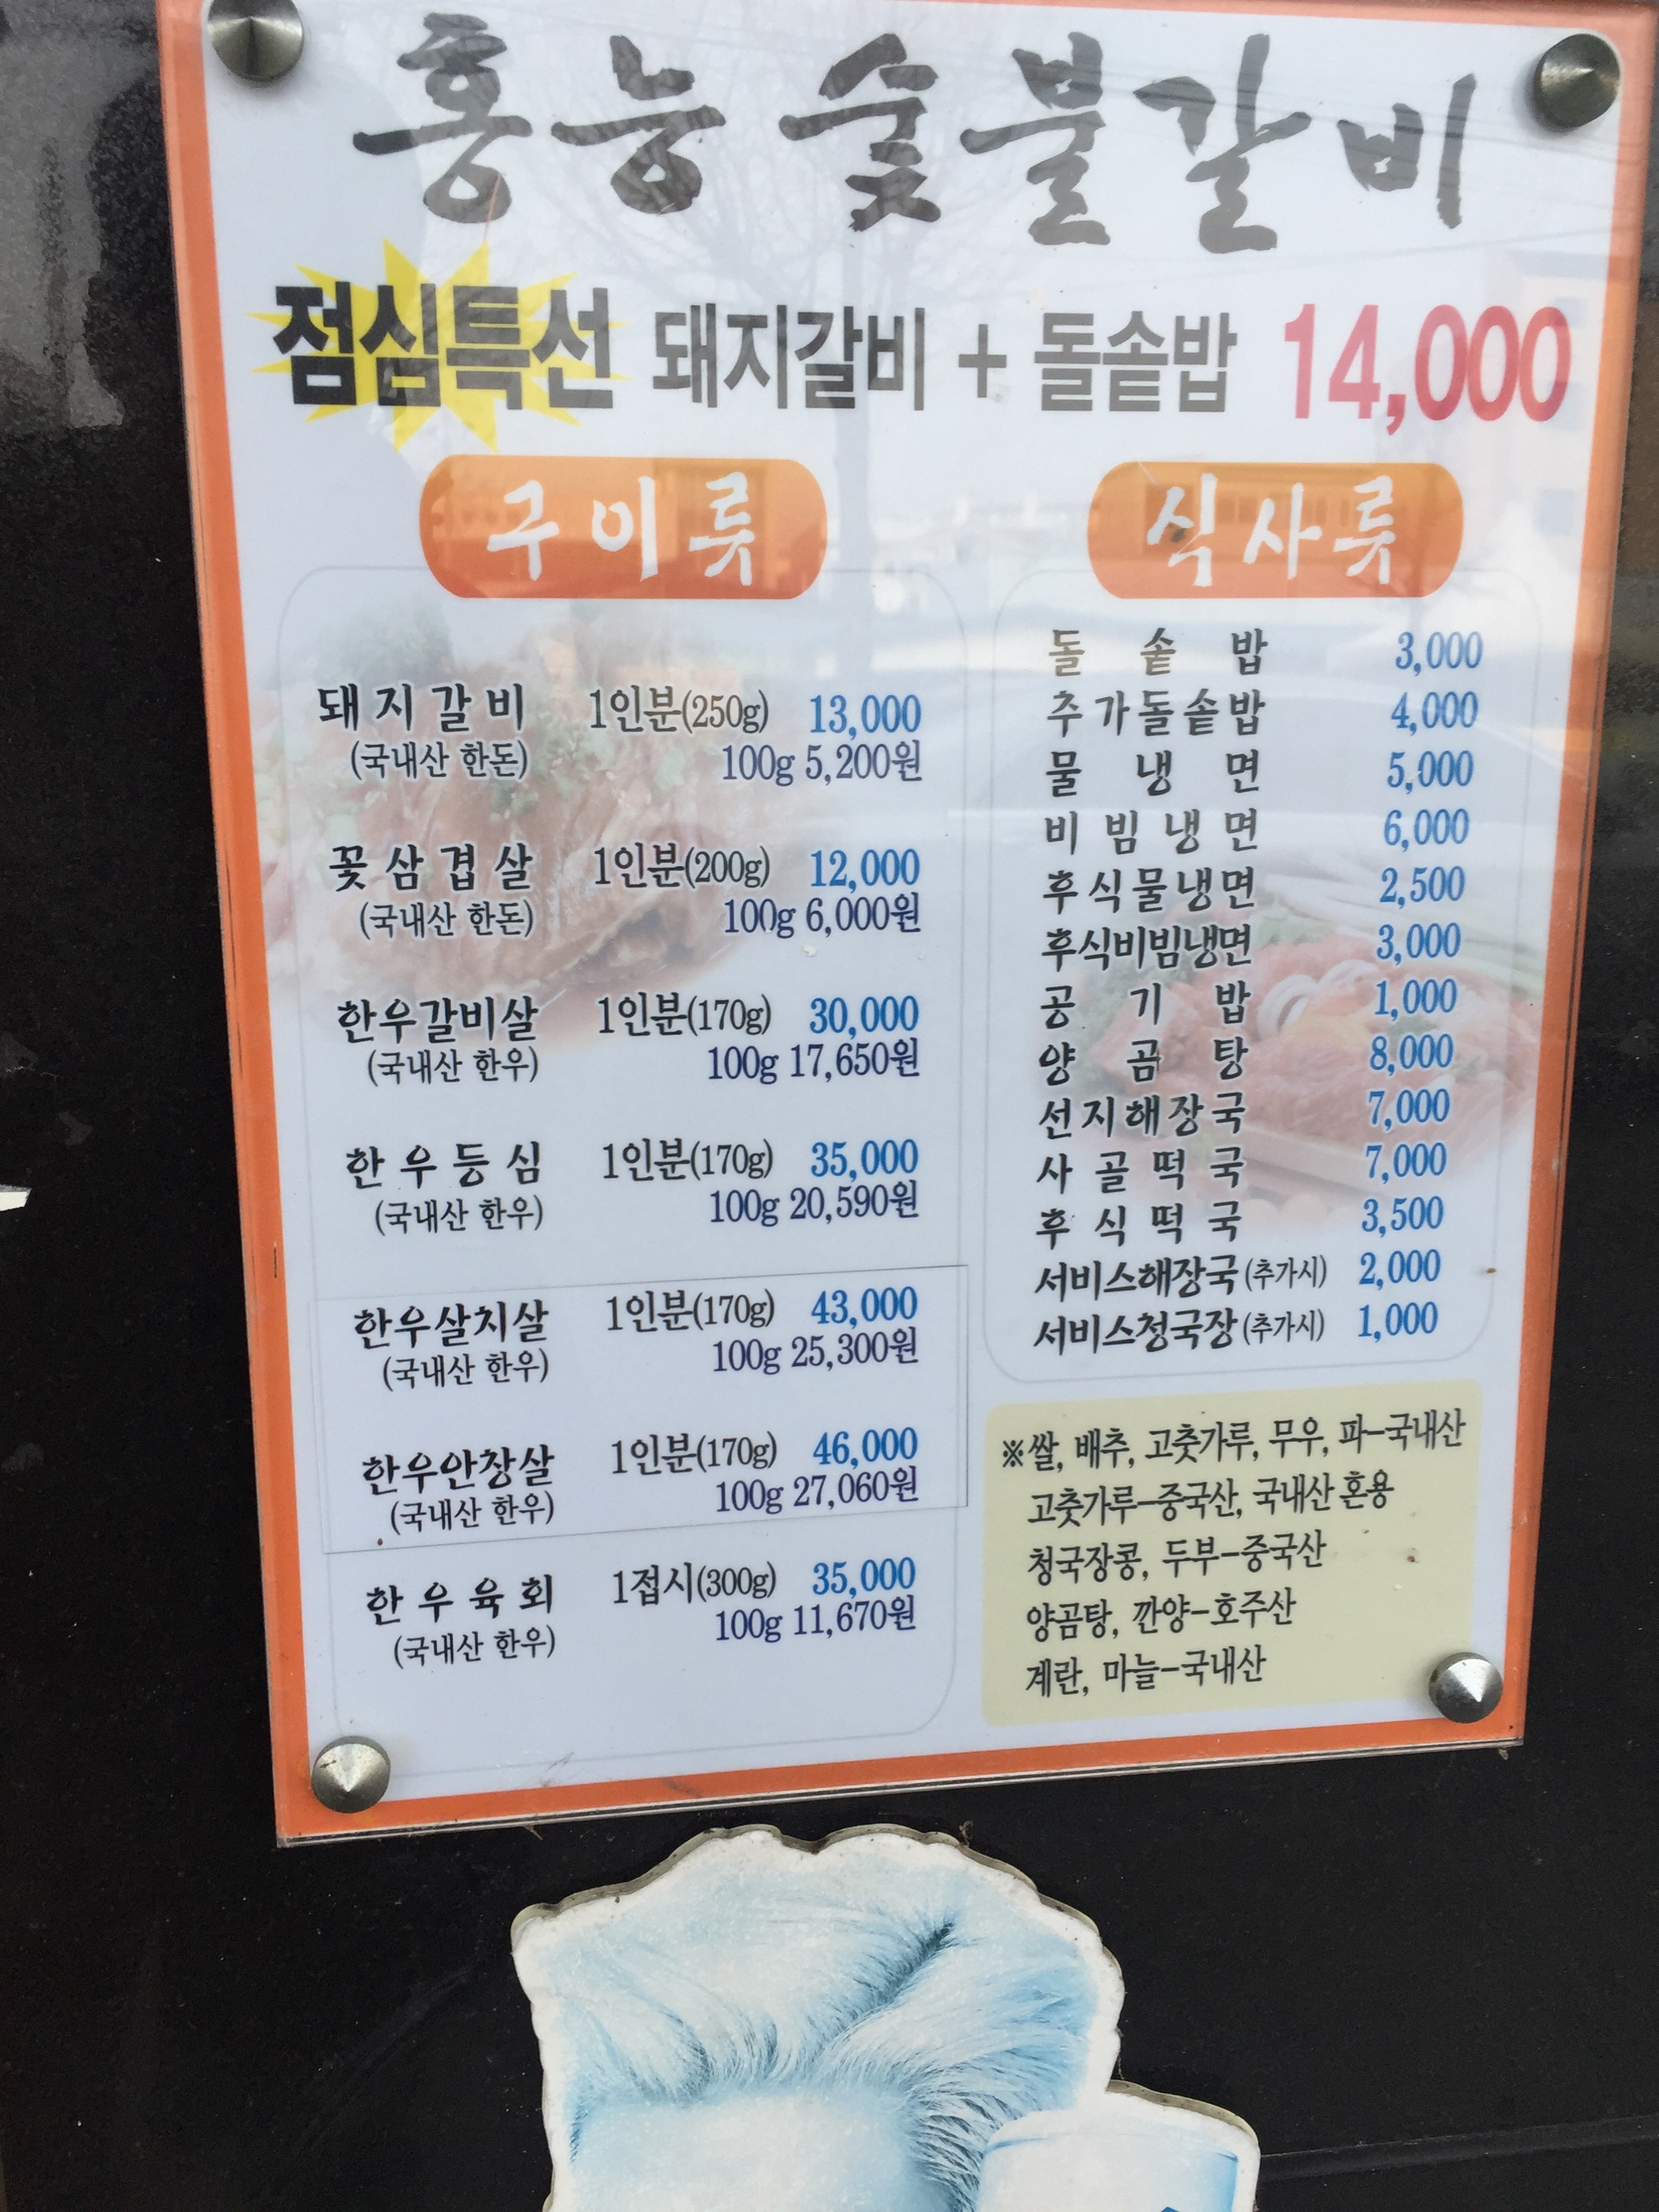 홍능숯불갈비
점심특선 돼지갈비 + 돌솥밥 14,000
구이류
돼지갈비 1인분(250g) 13,000
(국내산 한돈) 100g 5,200원
꽃삼겹살 1인분(200g) 12,000
(국내산 한돈) 100g 6,000원
한우갈비살 1인분(170g) 30,000
(국내산 한우) 100g 17,650원
한우등심 1인분(170g) 35,000
(국내산 한우) 100g 20,590원
한우살치살 1인분(170g) 43,000
(국내산 한우) 100g 25,300원
한우안창살 1인분(170g) 46,000
(국내산 한우) 100g 27,060원
한우육회 1접시(300g) 35,000
(국내산 한우) 100g 11,670원
식사류
돌솥밥 3,000
추가돌솥밥 4,000
물냉면 5,000
비빔냉면 6,000
후식물냉면 2,500
후식비빔냉면 3,000
공기밥 1,000
양곰탕 8,000
선지해장국 7,000
사골떡국 7,000
후식떡국 3,500
서비스해장국(추가시) 2,000
서비스청국장(추가시) 1,000
※쌀, 배추, 고춧가루, 무우, 파-국내산
고춧가루-중국산, 국내산 혼용
청국장콩, 두부-중국산
양곰탕, 깐양-호주산
계란, 마늘-국내산